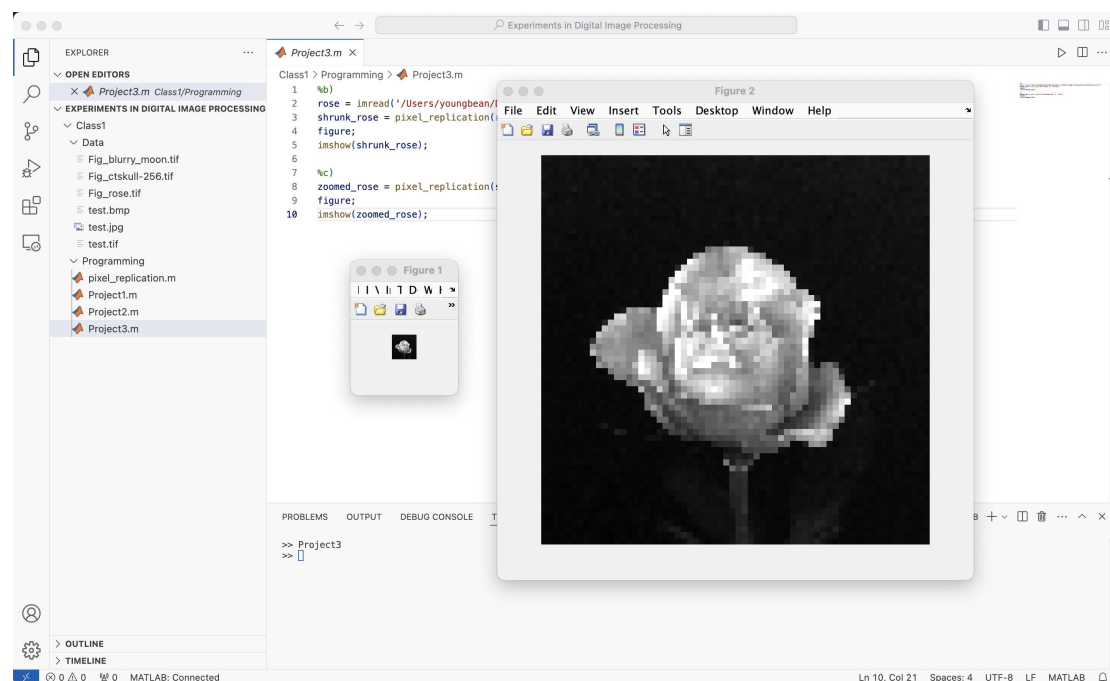 Experiments in Digital Image Processing
EXPLORER
OPEN EDITORS
Project3.m Class1/Programming
EXPERIMENTS IN DIGITAL IMAGE PROCESSING
Class1
Data
Fig_blurry_moon.tif
Fig_ctskull-256.tif
Fig_rose.tif
test.bmp
test.jpg
test.tif
Programming
pixel_replication.m
Project1.m
Project2.m
Project3.m
OUTLINE
TIMELINE
Project3.m
Class1 > Programming > Project3.m
1 %b)
2 rose = imread('/Users/youngbean/
3 shrunk_rose = pixel_replication(
4 figure;
5 imshow(shrunk_rose);
6
7 %c)
8 zoomed_rose = pixel_replication(
9 figure;
10 imshow(zoomed_rose);
Figure 1
T D W
Figure 2
File Edit View Insert Tools Desktop Window Help
PROBLEMS OUTPUT DEBUG CONSOLE
>> Project3
>>
0 0 0 MATLAB: Connected
Ln 10, Col 21 Spaces: 4 UTF-8 LF MATLAB